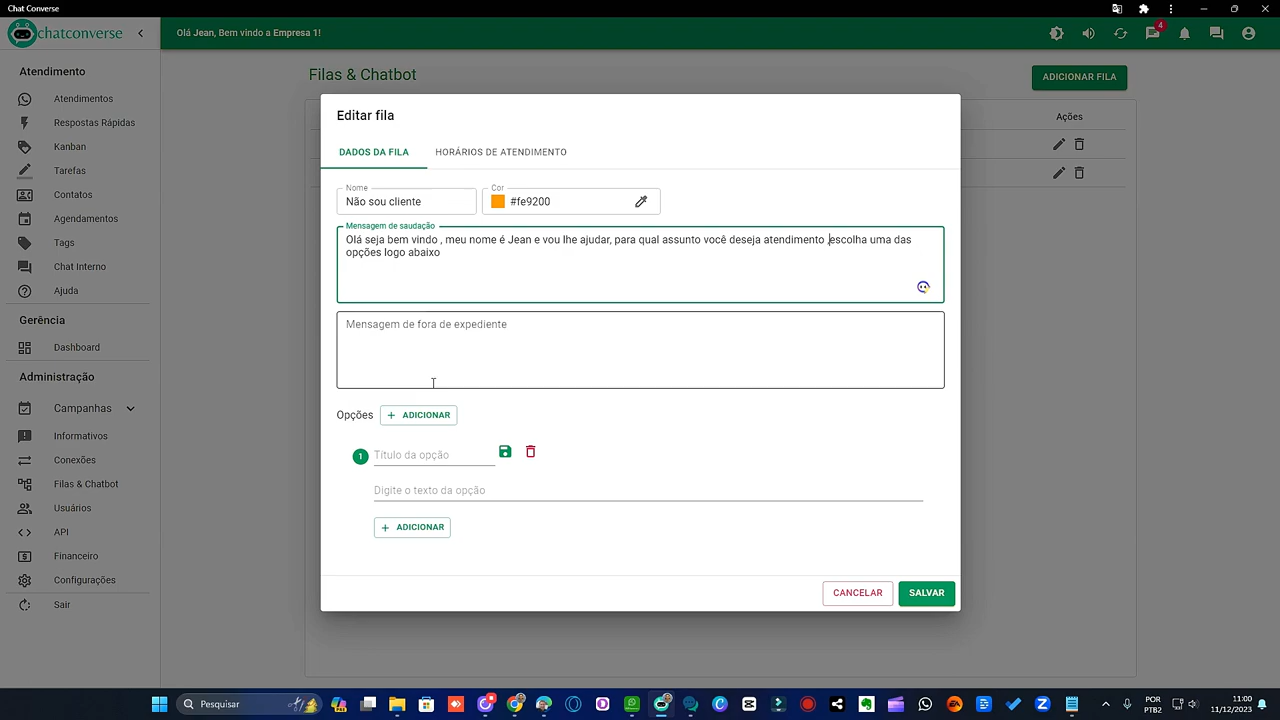 Chat Converse
chatconverse
Olá Jean, Bem vindo a Empresa 1!
4
Atendimento
Atendimentos
Respostas Rápidas
Kanban
Tarefas
Contatos
Agendamentos
Tags
Chat Interno
Ajuda
Gerência
Dashboard
Administração
Campanhas
Informativos
Conexões
Filas & Chatbot
Usuários
API
Financeiro
Configurações
Sair
Filas & Chatbot
ADICIONAR FILA
Ações
Editar fila
DADOS DA FILA
HORÁRIOS DE ATENDIMENTO
Nome
Não sou cliente
Cor
#fe9200
Mensagem de saudação
Olá seja bem vindo , meu nome é Jean e vou lhe ajudar, para qual assunto você deseja atendimento ,escolha uma das
opções logo abaixo
Mensagem de fora de expediente
Opções
+ ADICIONAR
1
Título da opção
Digite o texto da opção
+ ADICIONAR
CANCELAR
SALVAR
Pesquisar
POR
PTB2
11:00
11/12/2023